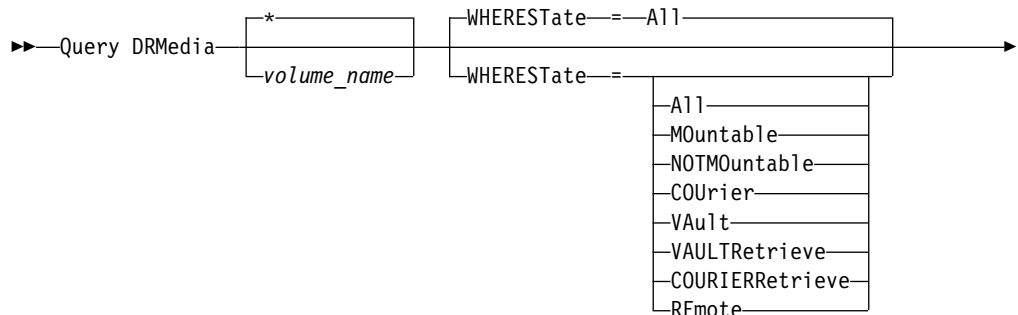 * WHERESTate = All
Query DRMedia
volume_name WHERESTate =
All
MOuntable
NOTMOuntable
COUrier
VAult
VAULTRetrieve
COURIERRetrieve
REmote